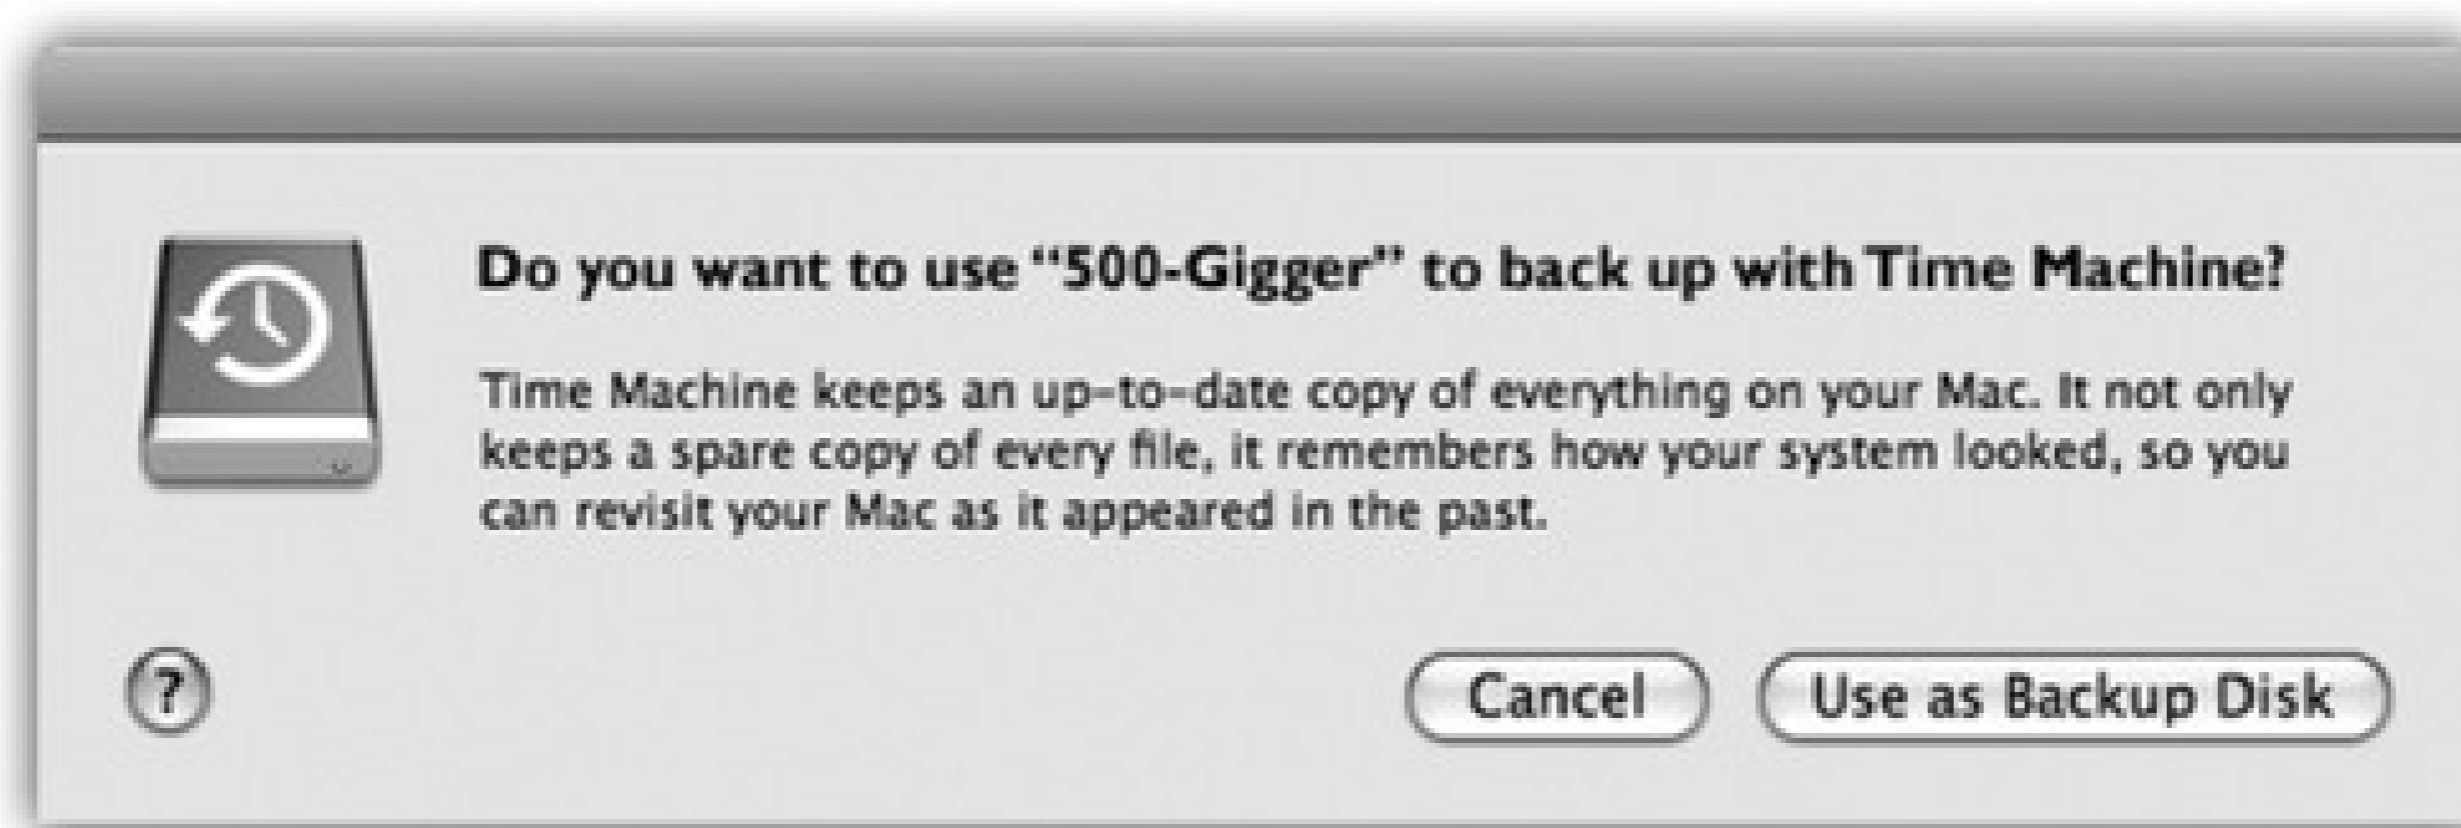 Do you want to use “500-Gigger” to back up with Time Machine?
Time Machine keeps an up-to-date copy of everything on your Mac. It not only
keeps a spare copy of every file, it remembers how your system looked, so you
can revisit your Mac as it appeared in the past.
?
Cancel
Use as Backup Disk